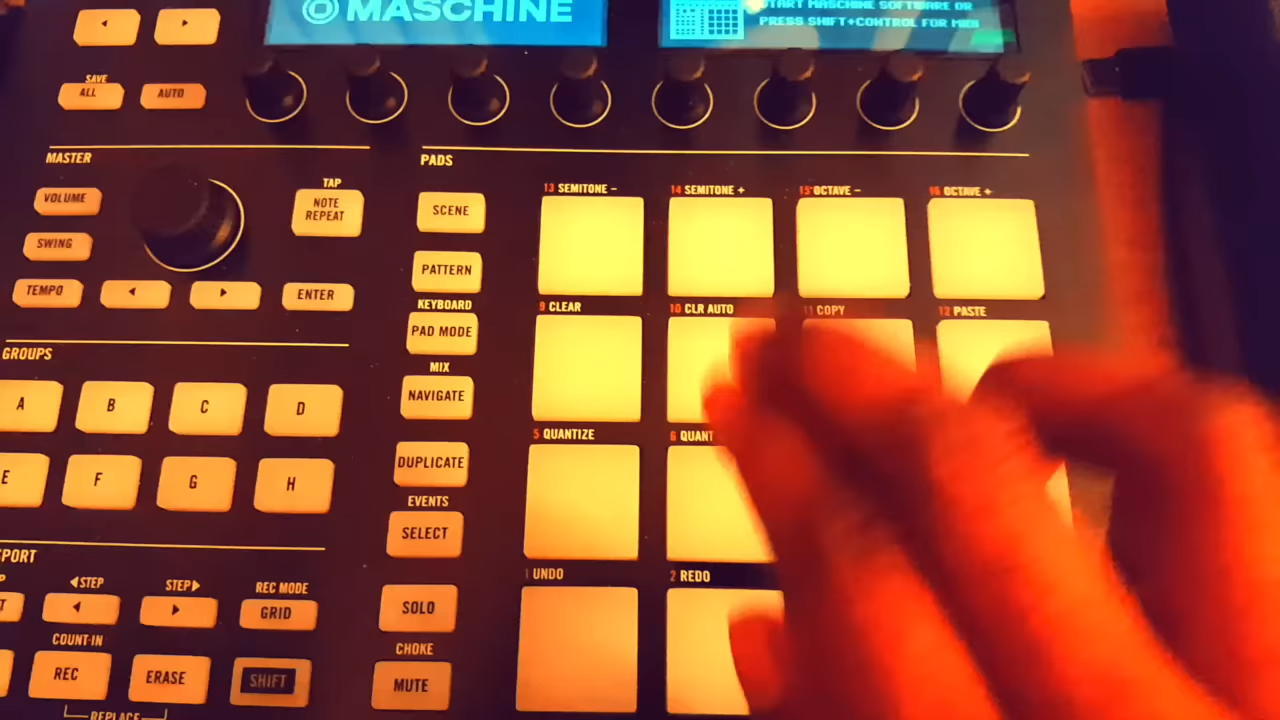 MASCHINE
START MASCHINE SOFTWARE OR
PRESS SHIFT+CONTROL FOR MIDI
SAVE
ALL
AUTO
MASTER
VOLUME
SWING
TEMPO
TAP
NOTE
REPEAT
ENTER
GROUPS
A
B
C
D
E
F
G
H
STEP
STEP
REC MODE
GRID
COUNT-IN
REC
ERASE
SHIFT
REPLACE
PADS
SCENE
PATTERN
KEYBOARD
PAD MODE
MIX
NAVIGATE
DUPLICATE
EVENTS
SELECT
SOLO
CHOKE
MUTE
13 SEMITONE -
14 SEMITONE +
15 OCTAVE -
16 OCTAVE +
9 CLEAR
10 CLR AUTO
11 COPY
12 PASTE
5 QUANTIZE
6 QUANT
1 UNDO
2 REDO